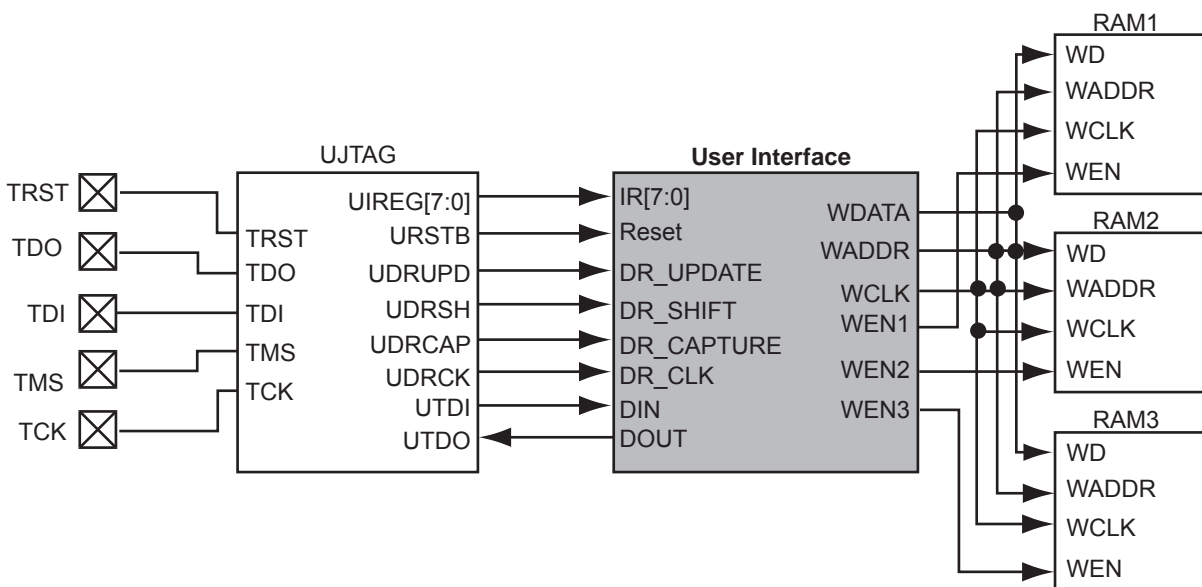 TRST
TDO
TDI
TMS
TCK
UJTAG
TRST
TDO
TDI
TMS
TCK
UIREG[7:0]
URSTB
UDRUPD
UDRSH
UDRCAP
UDRCK
UTDI
UTDO
User Interface
IR[7:0]
Reset
DR_UPDATE
DR_SHIFT
DR_CAPTURE
DR_CLK
DIN
DOUT
WDATA
WADDR
WCLK
WEN1
WEN2
WEN3
RAM1
WD
WADDR
WCLK
WEN
RAM2
WD
WADDR
WCLK
WEN
RAM3
WD
WADDR
WCLK
WEN